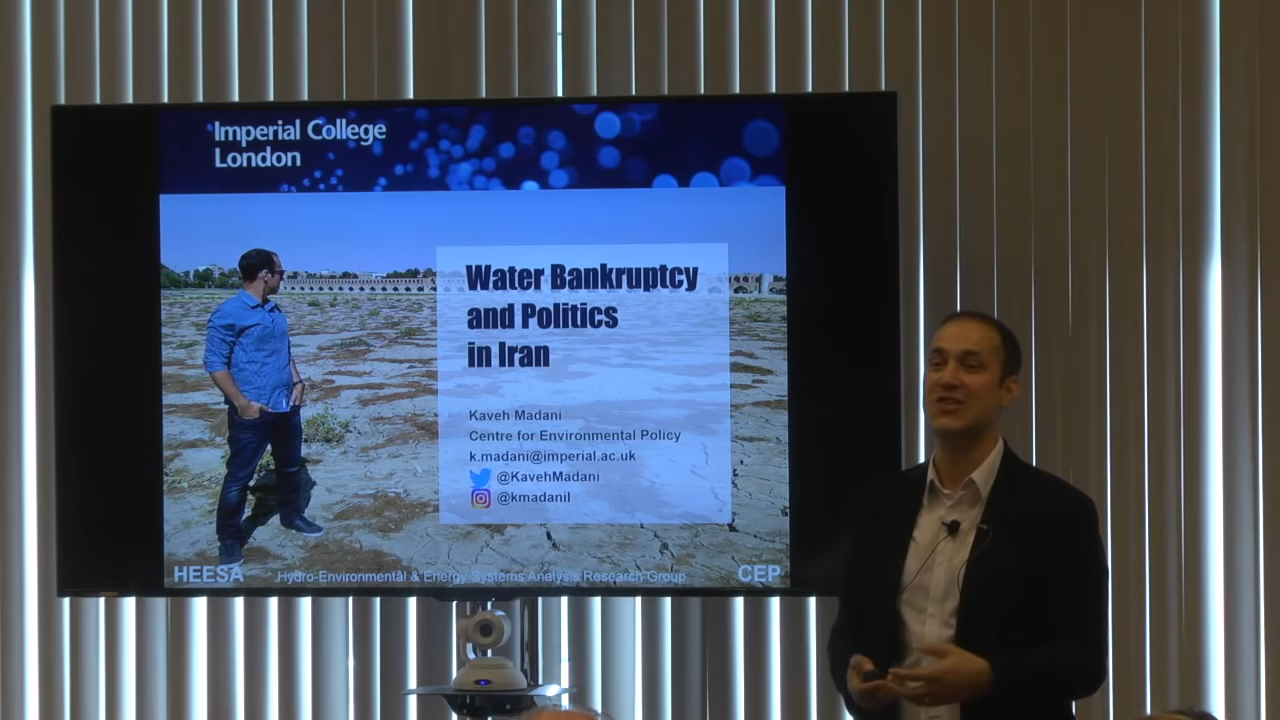 Imperial College
London
Water Bankruptcy
and Politics
in Iran
Kaveh Madani
Centre for Environmental Policy
k.madani@imperial.ac.uk
@KavehMadani
@kmadanil
HEESA Hydro-Environmental & Energy Systems Analysis Research Group CEP